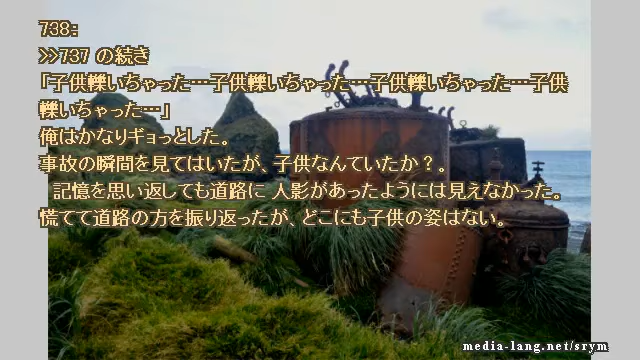 738:
>>737 の続き
「子供轢いちゃった…子供轢いちゃった…子供轢いちゃった…子供
轢いちゃった…」
俺はかなりギョっとした。
事故の瞬間を見てはいたが、子供なんていたか？。
　記憶を思い返しても道路に 人影があったようには見えなかった。
慌てて道路の方を振り返ったが、どこにも子供の姿はない。
media-lang.net/srym